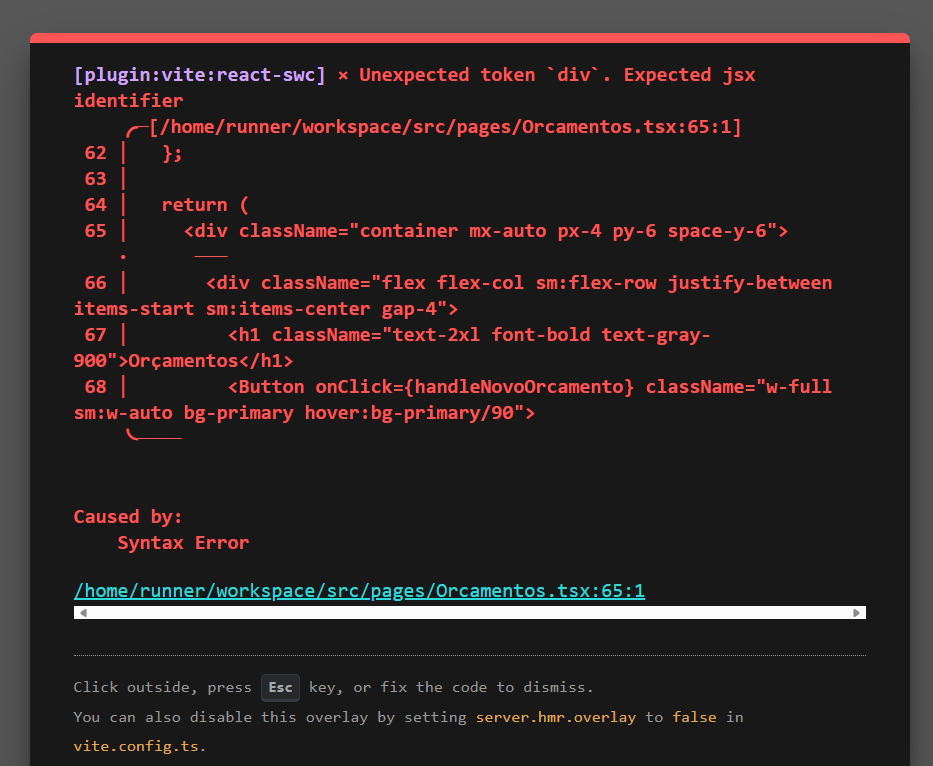 [plugin:vite:react-swc] × Unexpected token `div`. Expected jsx
identifier
╭─[/home/runner/workspace/src/pages/Orcamentos.tsx:65:1]
62 │   };
63 │
64 │   return (
65 │     <div className="container mx-auto px-4 py-6 space-y-6">
·      ───
66 │       <div className="flex flex-col sm:flex-row justify-between
items-start sm:items-center gap-4">
67 │         <h1 className="text-2xl font-bold text-gray-
900">Orçamentos</h1>
68 │         <Button onClick={handleNovoOrcamento} className="w-full
sm:w-auto bg-primary hover:bg-primary/90">
╰────
Caused by:
Syntax Error
/home/runner/workspace/src/pages/Orcamentos.tsx:65:1
Click outside, press Esc key, or fix the code to dismiss.
You can also disable this overlay by setting server.hmr.overlay to false in
vite.config.ts.